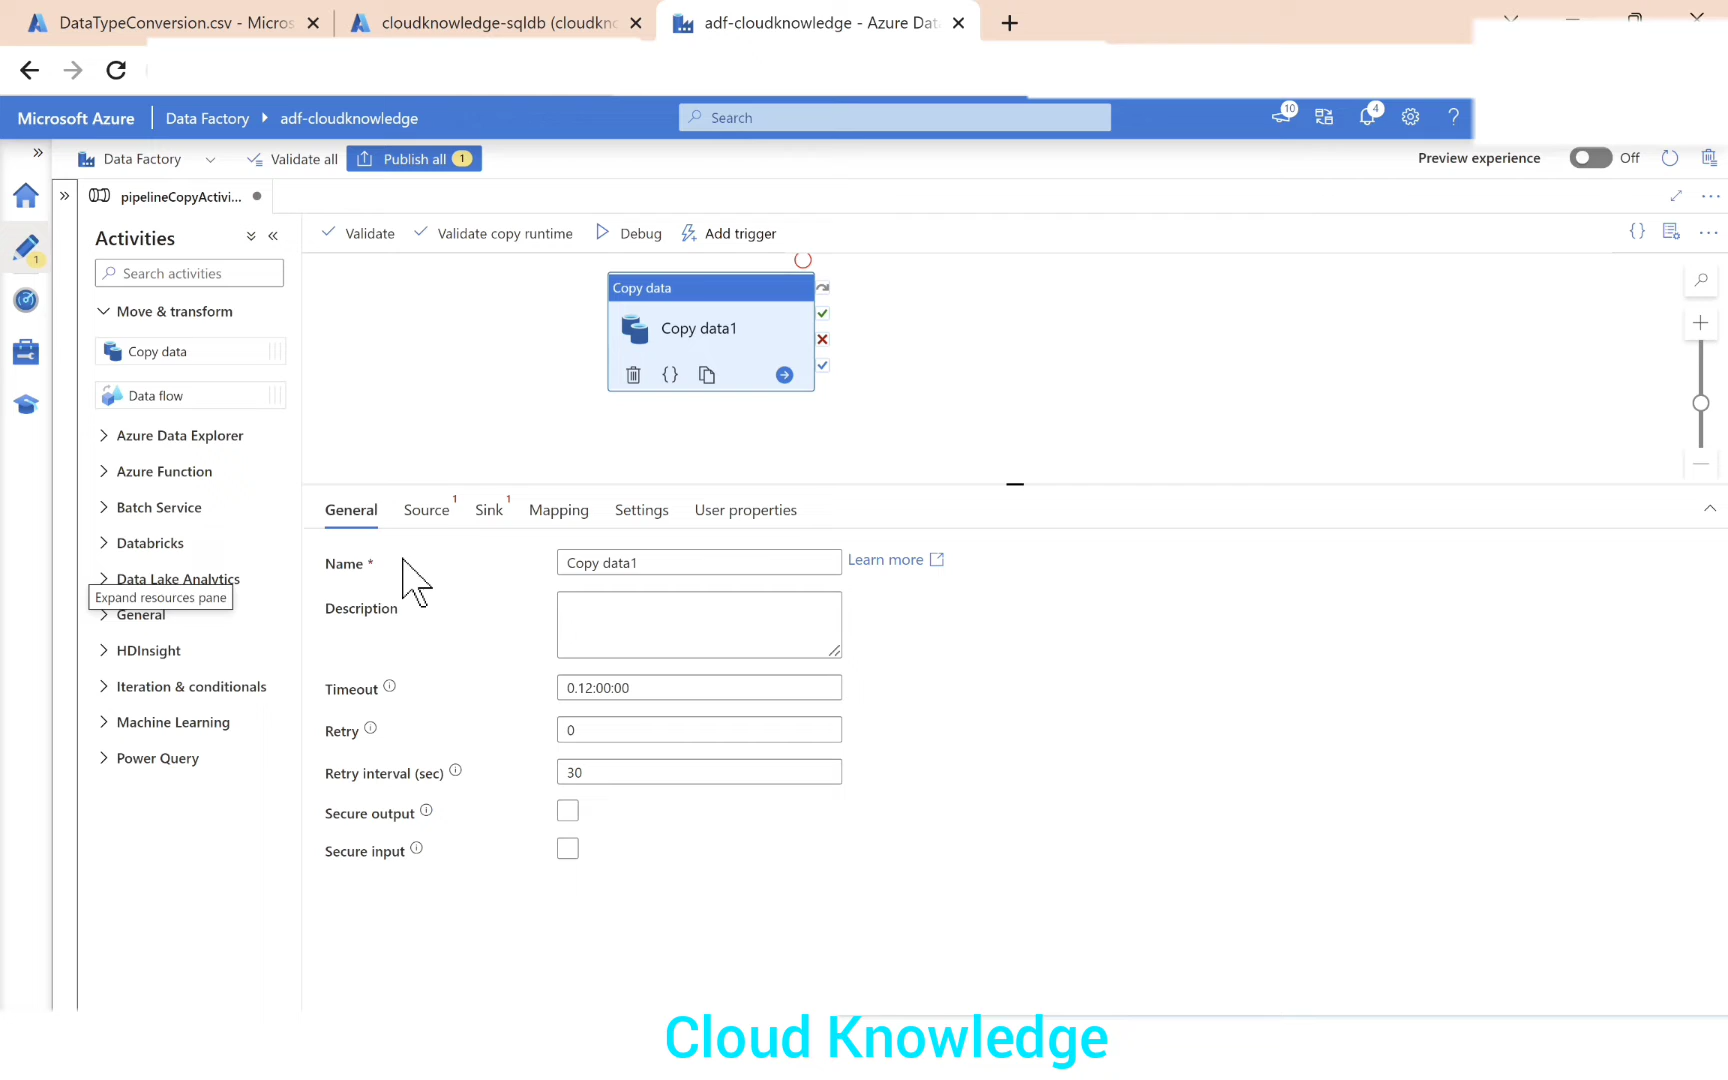 DataTypeConversion.csv - Micros
cloudknowledge-sqldb (cloudkn
adf-cloudknowledge - Azure Dat
Microsoft Azure
Data Factory
adf-cloudknowledge
Search
10
4
Data Factory
Validate all
Publish all
1
Preview experience
Off
pipelineCopyActivi...
Activities
Validate
Validate copy runtime
Debug
Add trigger
1
Search activities
Move & transform
Copy data
Data flow
Azure Data Explorer
Azure Function
Batch Service
Databricks
Data Lake Analytics
Expand resources pane
General
HDInsight
Iteration & conditionals
Machine Learning
Power Query
Copy data
Copy data1
General
Source
1
Sink
1
Mapping
Settings
User properties
Name *
Copy data1
Learn more
Description
Timeout
0.12:00:00
Retry
0
Retry interval (sec)
30
Secure output
Secure input
Cloud Knowledge